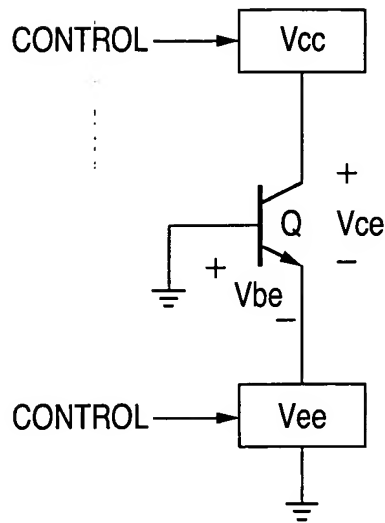 CONTROL
Vcc
+
Q
Vce
+
−
Vbe
−
CONTROL
Vee